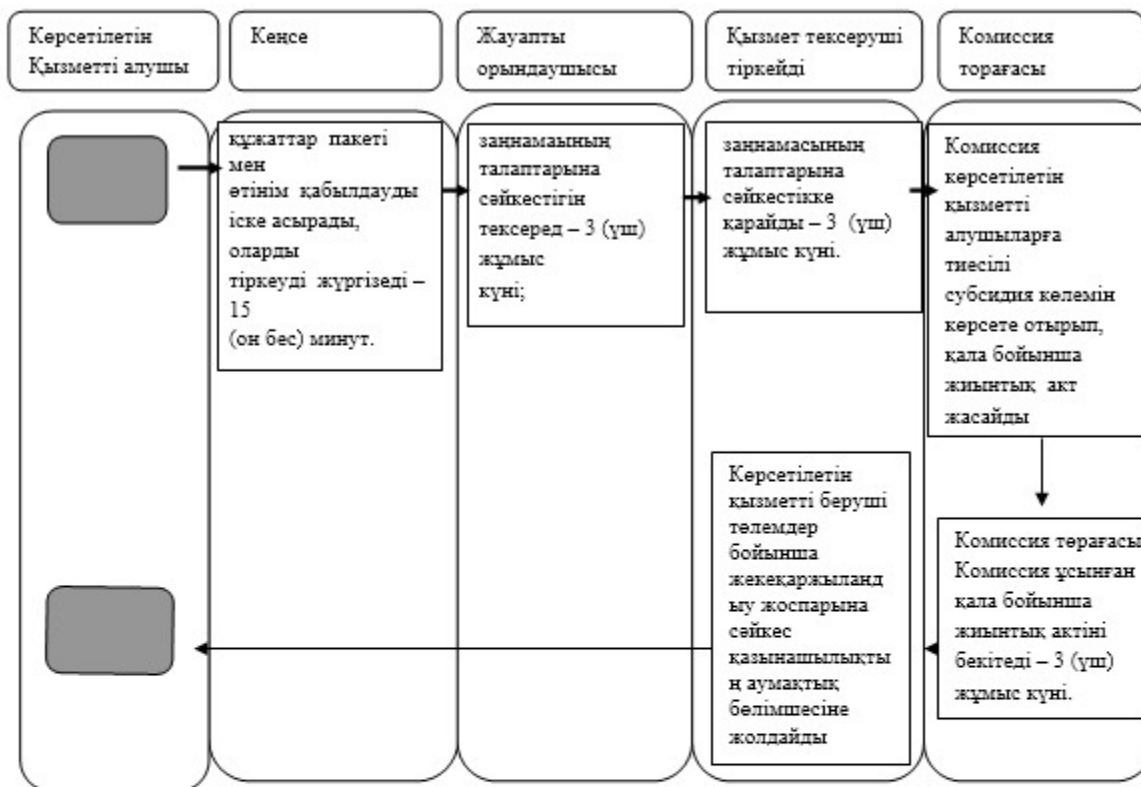 Көрсетілетін
Қызметті алушы
Кеңсе
Жауапты
орындаушысы
Қызмет тексеруші
тіркейді
Комиссия
торағасы
құжаттар пакеті
мен
өтінім қабылдауды
іске асырады,
оларды
тіркеуді жүргізеді –
15
(он бес) минут.
заңнамаының
талаптарына
сәйкестігін
тексеред – 3 (үш)
жұмыс
күні;
заңнамасының
талаптарына
сәйкестікке
қарайды – 3 (үш)
жұмыс күні.
Комиссия
көрсетілетін
қызметті
алушыларға
тиесілі
субсидия көлемін
көрсете отырып,
қала бойынша
жиынтық акт
жасайды
Көрсетілетін
қызметті беруші
төлемдер
бойынша
жекеқаржыланд
ыу жоспарына
сәйкес
қазынашылықты
ң аумақтық
бөлімшесіне
жолдайды
Комиссия төрағасы
Комиссия ұсынған
қала бойынша
жиынтық актіні
бекітеді – 3 (үш)
жұмыс күні.